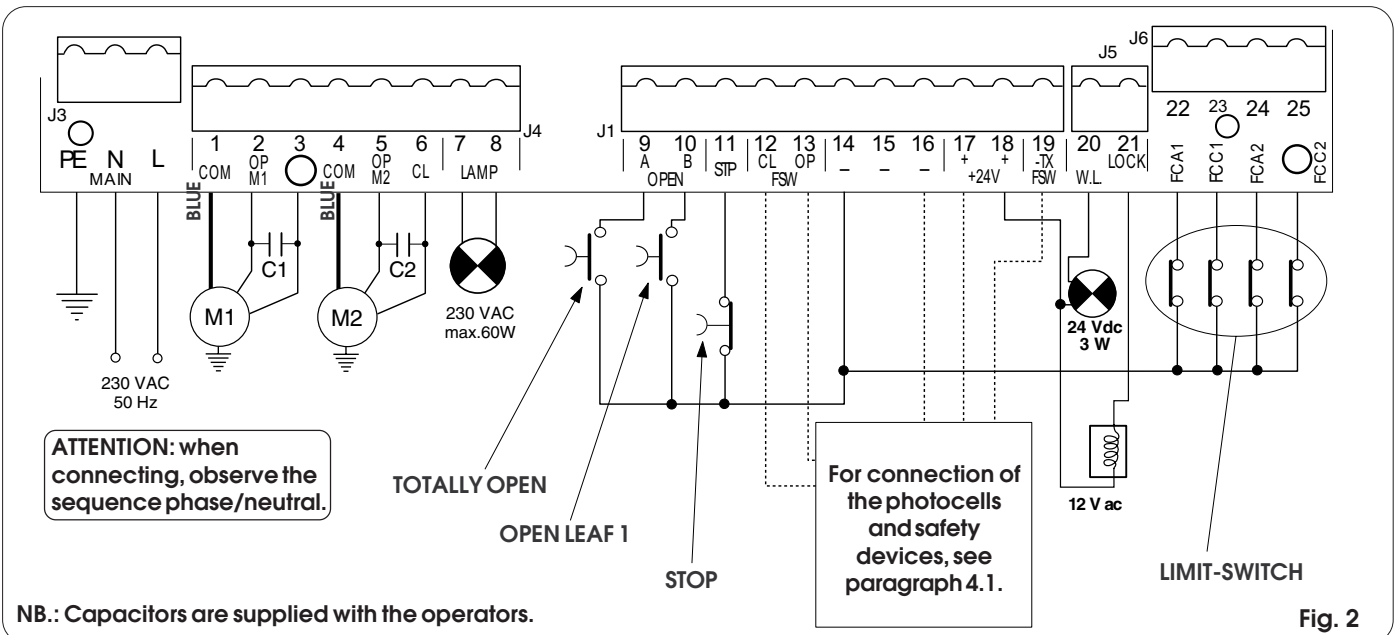 J3
PE N L
MAIN
230 VAC
50 Hz
1 2 3 4 5 6 7 8
COM OP M1 COM OP M2 CL LAMP
J4
BLUE
BLUE
C1
C2
M1
M2
230 VAC
max.60W
J1
9 10 11 12 13 14 15 16 17 18 19
A B STP CL OP – – – + + -TX
OPEN FSW +24V FSW
J5
20 21
W.L. LOCK
J6
22 23 24 25
FCA1 FCC1 FCA2 FCC2
24 Vdc
3 W
12 V ac
ATTENTION: when
connecting, observe the
sequence phase/neutral.
TOTALLY OPEN
OPEN LEAF 1
STOP
For connection of
the photocells
and safety
devices, see
paragraph 4.1.
LIMIT-SWITCH
NB.: Capacitors are supplied with the operators.
Fig. 2